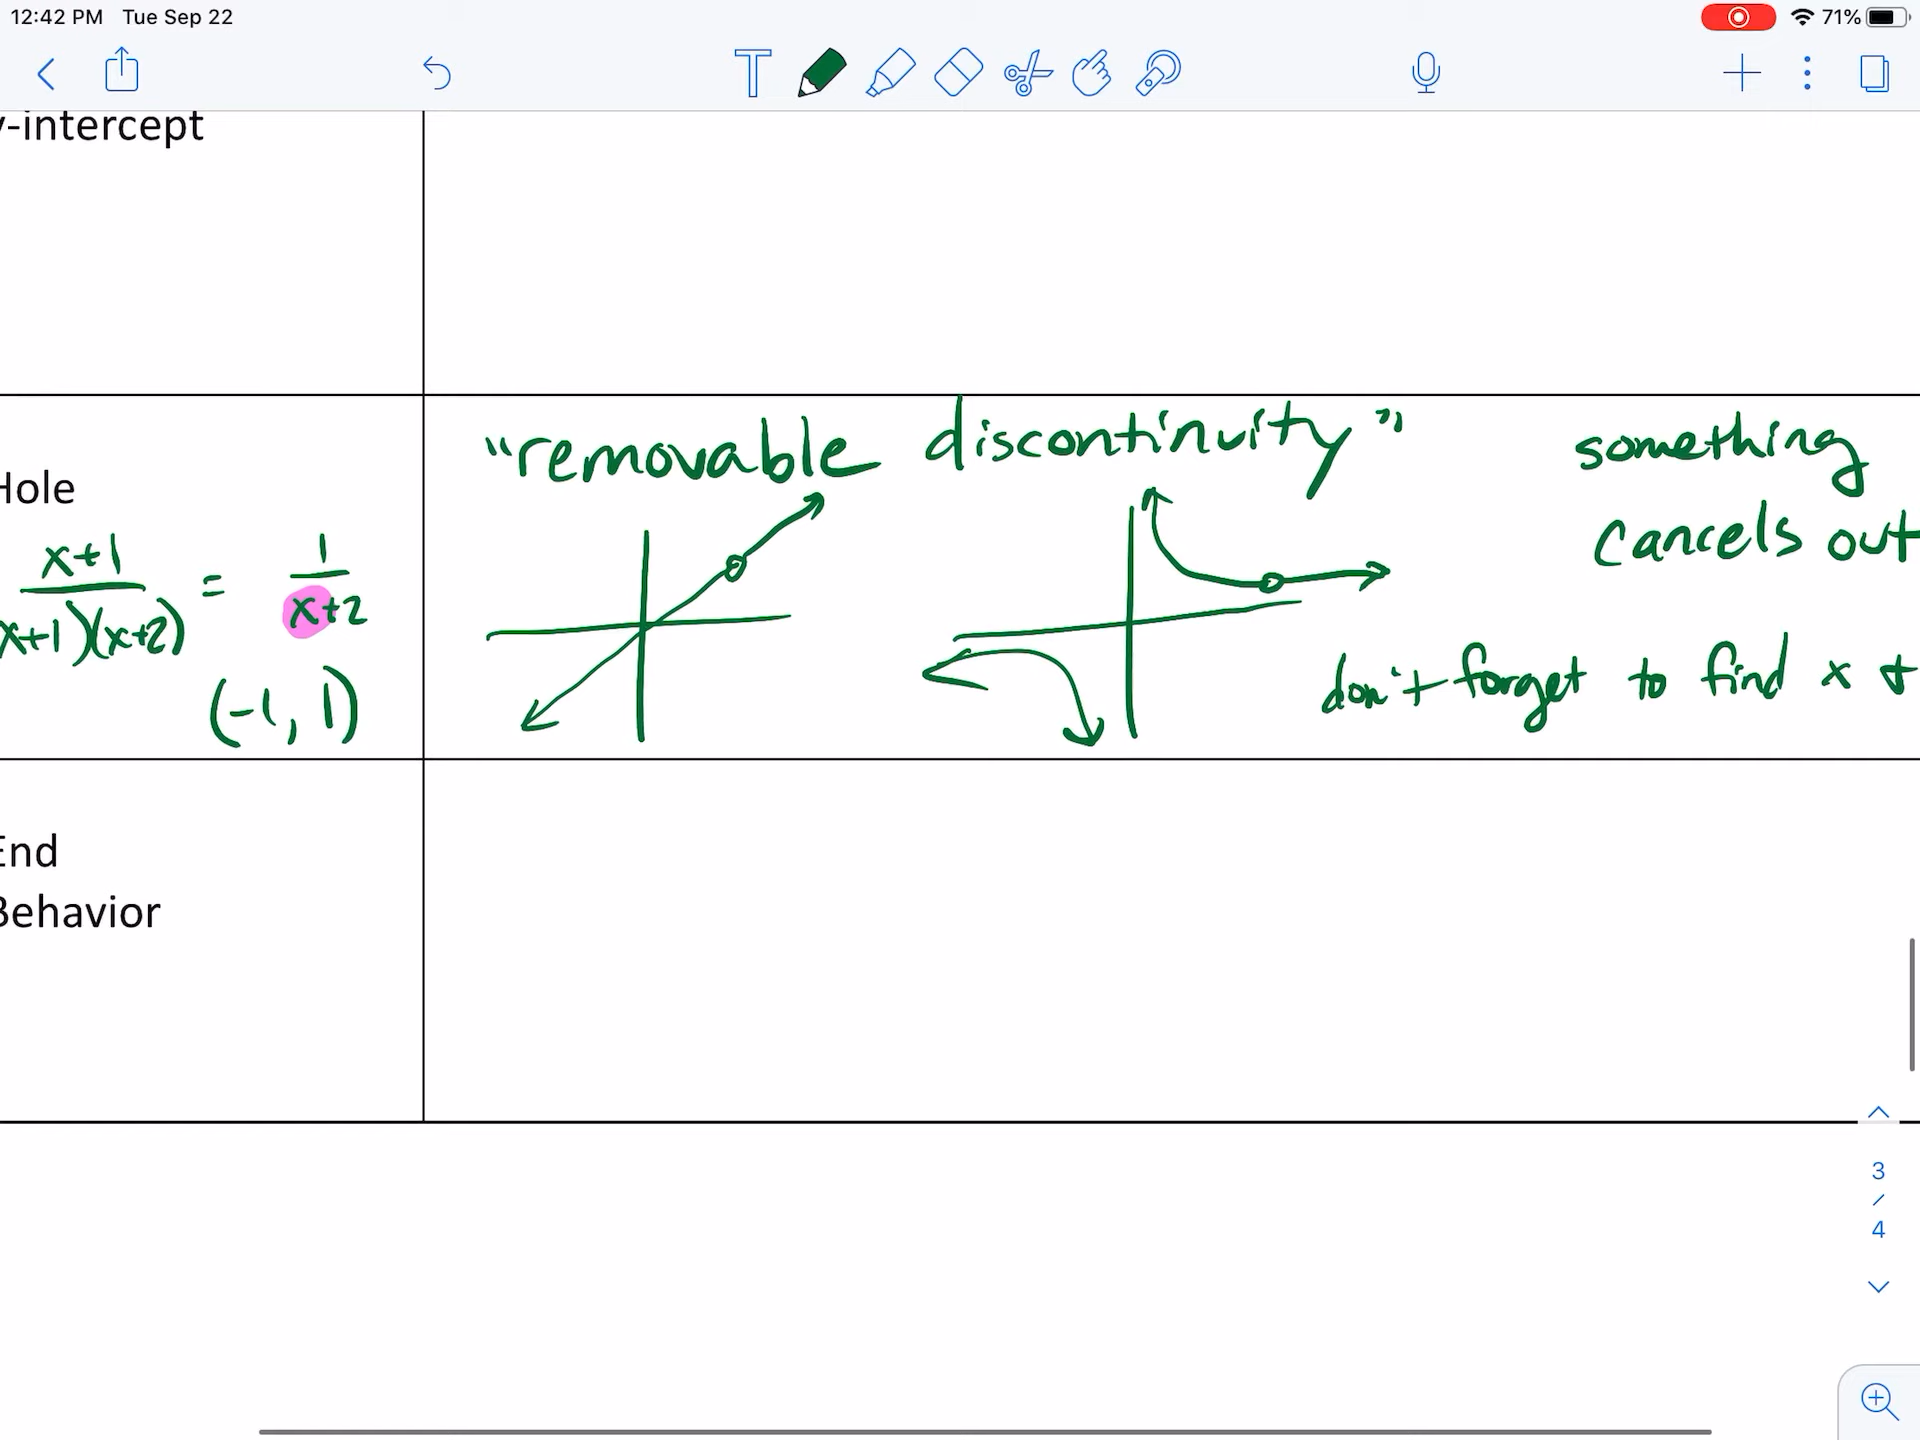 12:42 PM Tue Sep 22
71%
y-intercept
"removable discontinuity"
something
cancels out
Hole
x+1
(x+1)(x+2)
=
1
x+2
(-1, 1)
don't forget to find x +
End
Behavior
3
/
4